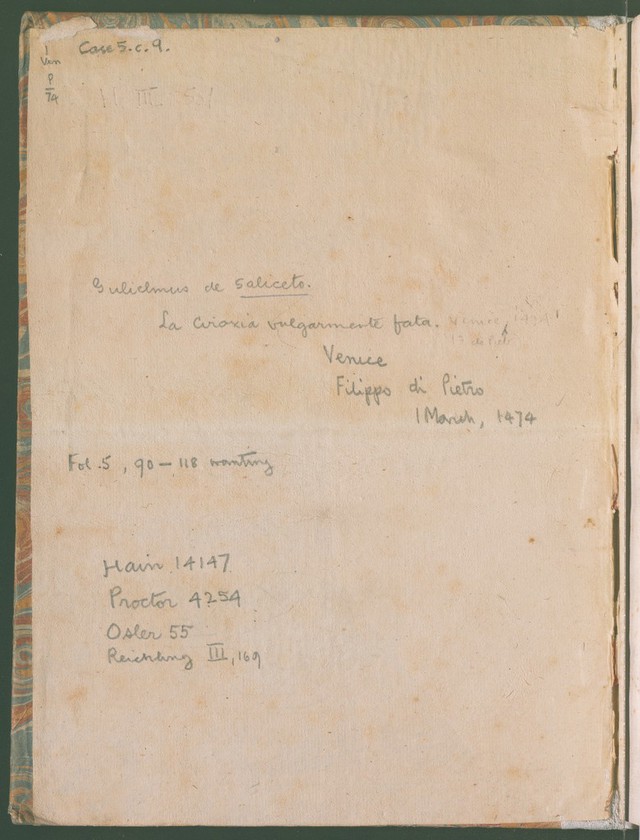 Case 5.c.9.
I
Ven
P
74
Gulielmus de Saliceto.
La Ciroxia vulgarmente fata.
Venice
Filippo di Pietro
1 March, 1474
Fol. 5, 90-118 wanting
Hain 14147
Proctor 4254
Osler 55
Reichling III, 169